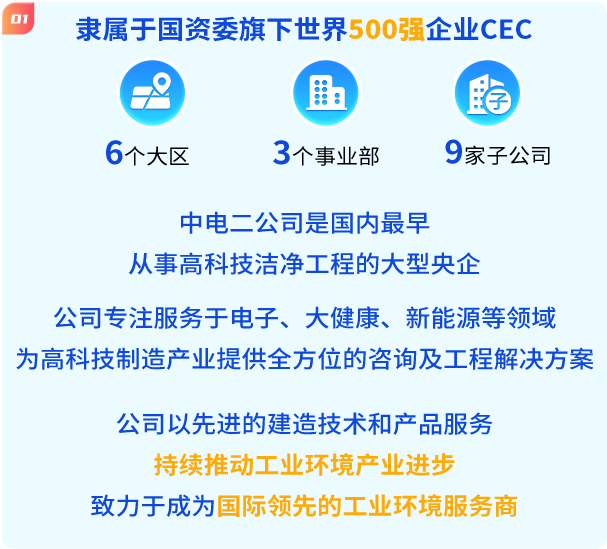 01
隶属于国资委旗下世界500强企业CEC
子
6个大区
3个事业部
9家子公司
中电二公司是国内最早
从事高科技洁净工程的大型央企
公司专注服务于电子、大健康、新能源等领域
为高科技制造产业提供全方位的咨询及工程解决方案
公司以先进的建造技术和产品服务
持续推动工业环境产业进步
致力于成为国际领先的工业环境服务商